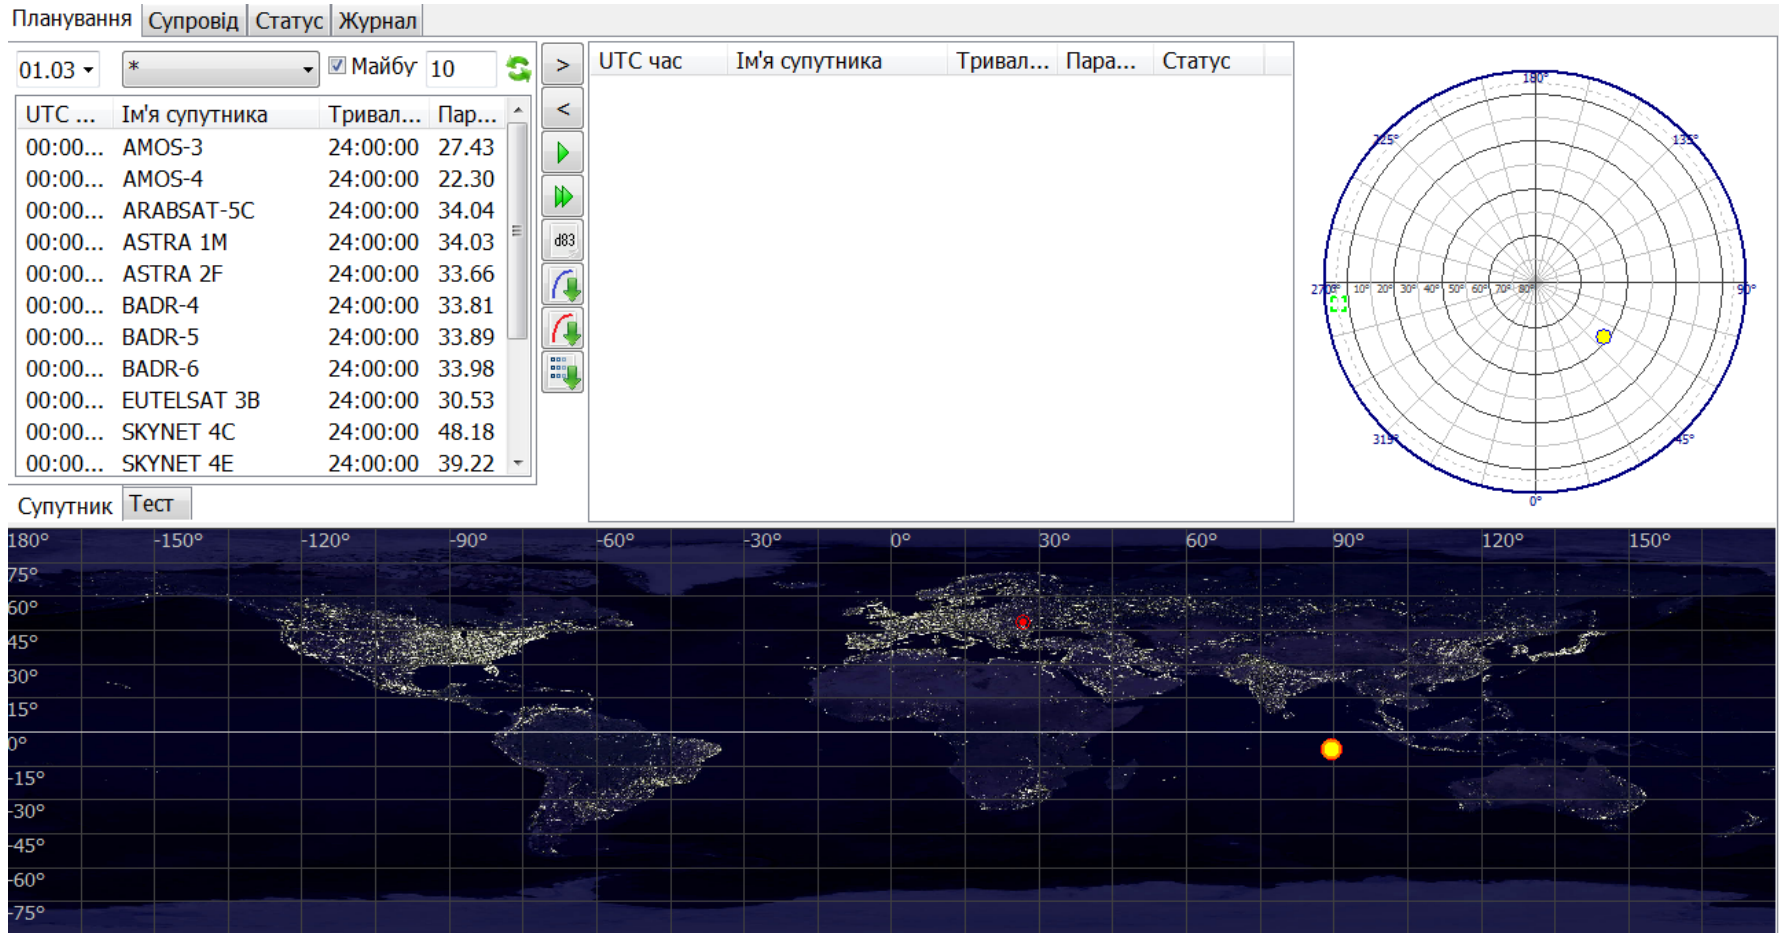 Планування Супровід Статус Журнал
01.03 * Майбу 10
> UTC час Ім'я супутника Тривал... Пара... Статус
UTC ... Ім'я супутника Тривал... Пар... <
00:00... AMOS-3 24:00:00 27.43
00:00... AMOS-4 24:00:00 22.30
00:00... ARABSAT-5C 24:00:00 34.04
00:00... ASTRA 1M 24:00:00 34.03
d83
00:00... ASTRA 2F 24:00:00 33.66
00:00... BADR-4 24:00:00 33.81
00:00... BADR-5 24:00:00 33.89
00:00... BADR-6 24:00:00 33.98
00:00... EUTELSAT 3B 24:00:00 30.53
00:00... SKYNET 4C 24:00:00 48.18
00:00... SKYNET 4E 24:00:00 39.22
Супутник Тест
180°
225° 135°
270° 10° 20° 30° 40° 50° 60° 70° 80° 90°
315° 45°
0°
180° -150° -120° -90° -60° -30° 0° 30° 60° 90° 120° 150°
75°
60°
45°
30°
15°
0°
-15°
-30°
-45°
-60°
-75°